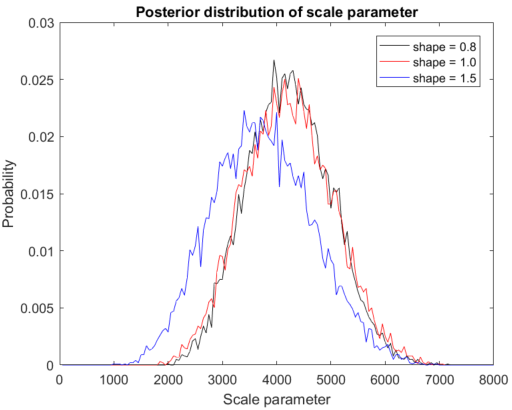 Posterior distribution of scale parameter
0.03
0.025
0.02
0.015
0.01
0.005
0
Probability
shape = 0.8
shape = 1.0
shape = 1.5
0 1000 2000 3000 4000 5000 6000 7000 8000
Scale parameter